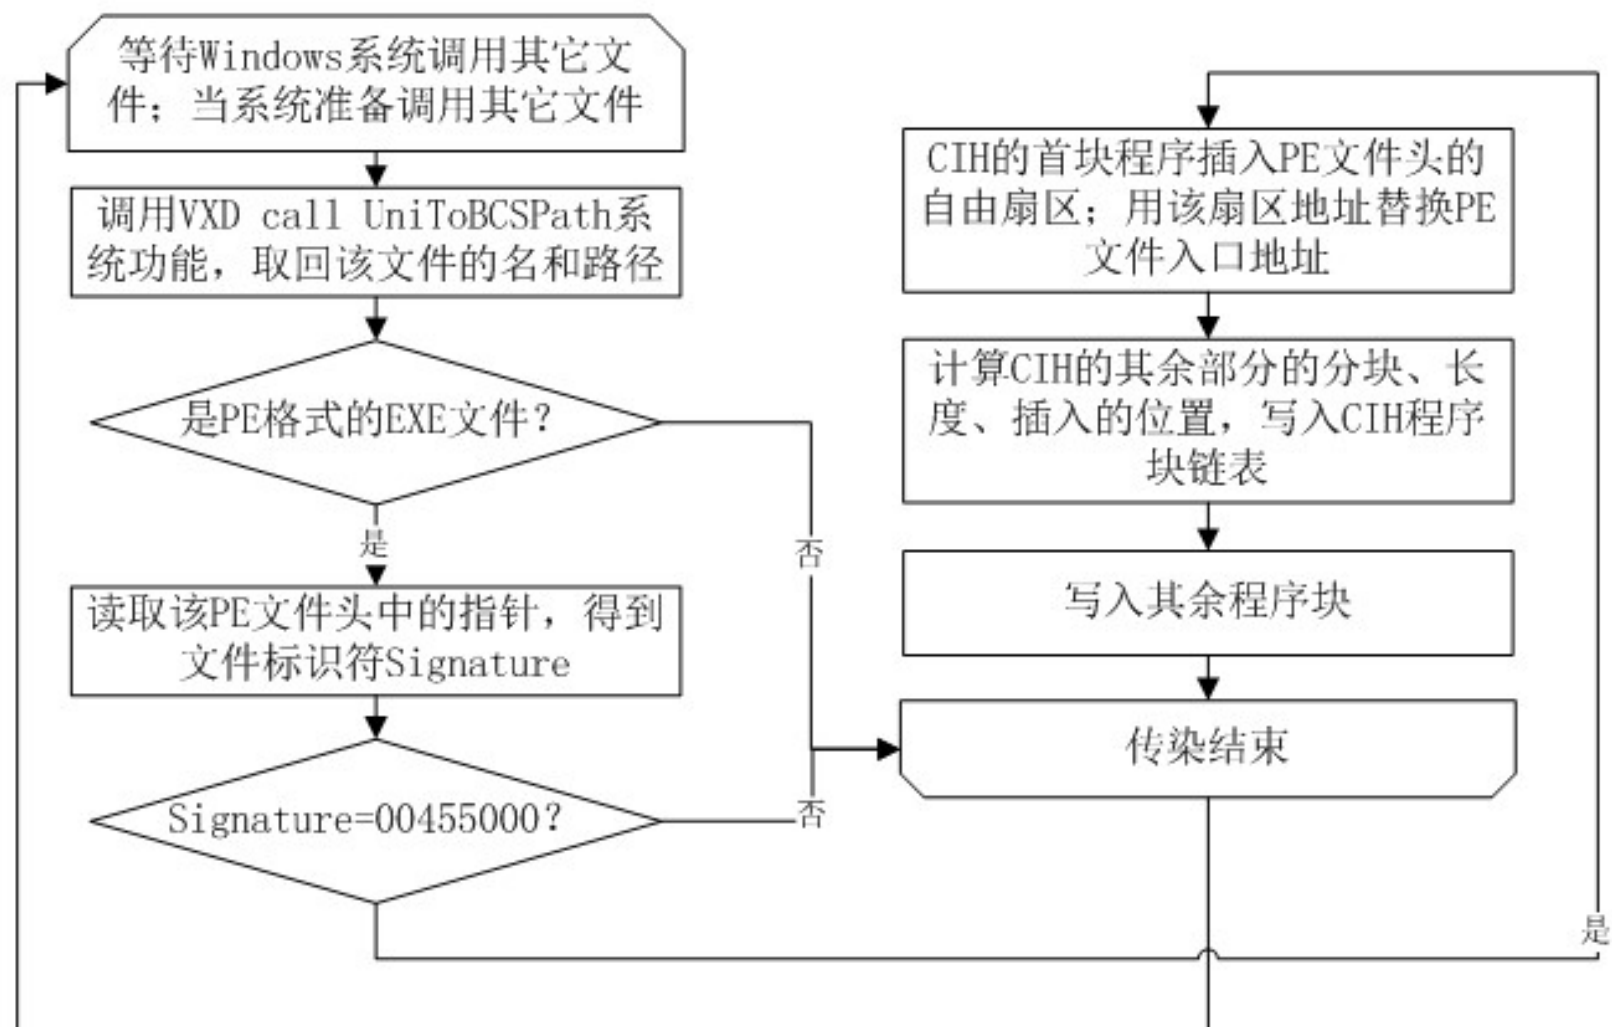 等待Windows系统调用其它文
件；当系统准备调用其它文件
调用VXD call UniToBCSPath系
统功能，取回该文件的名和路径
是PE格式的EXE文件？
是
否
读取该PE文件头中的指针，得到
文件标识符Signature
Signature=00455000？
否
是
CIH的首块程序插入PE文件头的
自由扇区；用该扇区地址替换PE
文件入口地址
计算CIH的其余部分的分块、长
度、插入的位置，写入CIH程序
块链表
写入其余程序块
传染结束